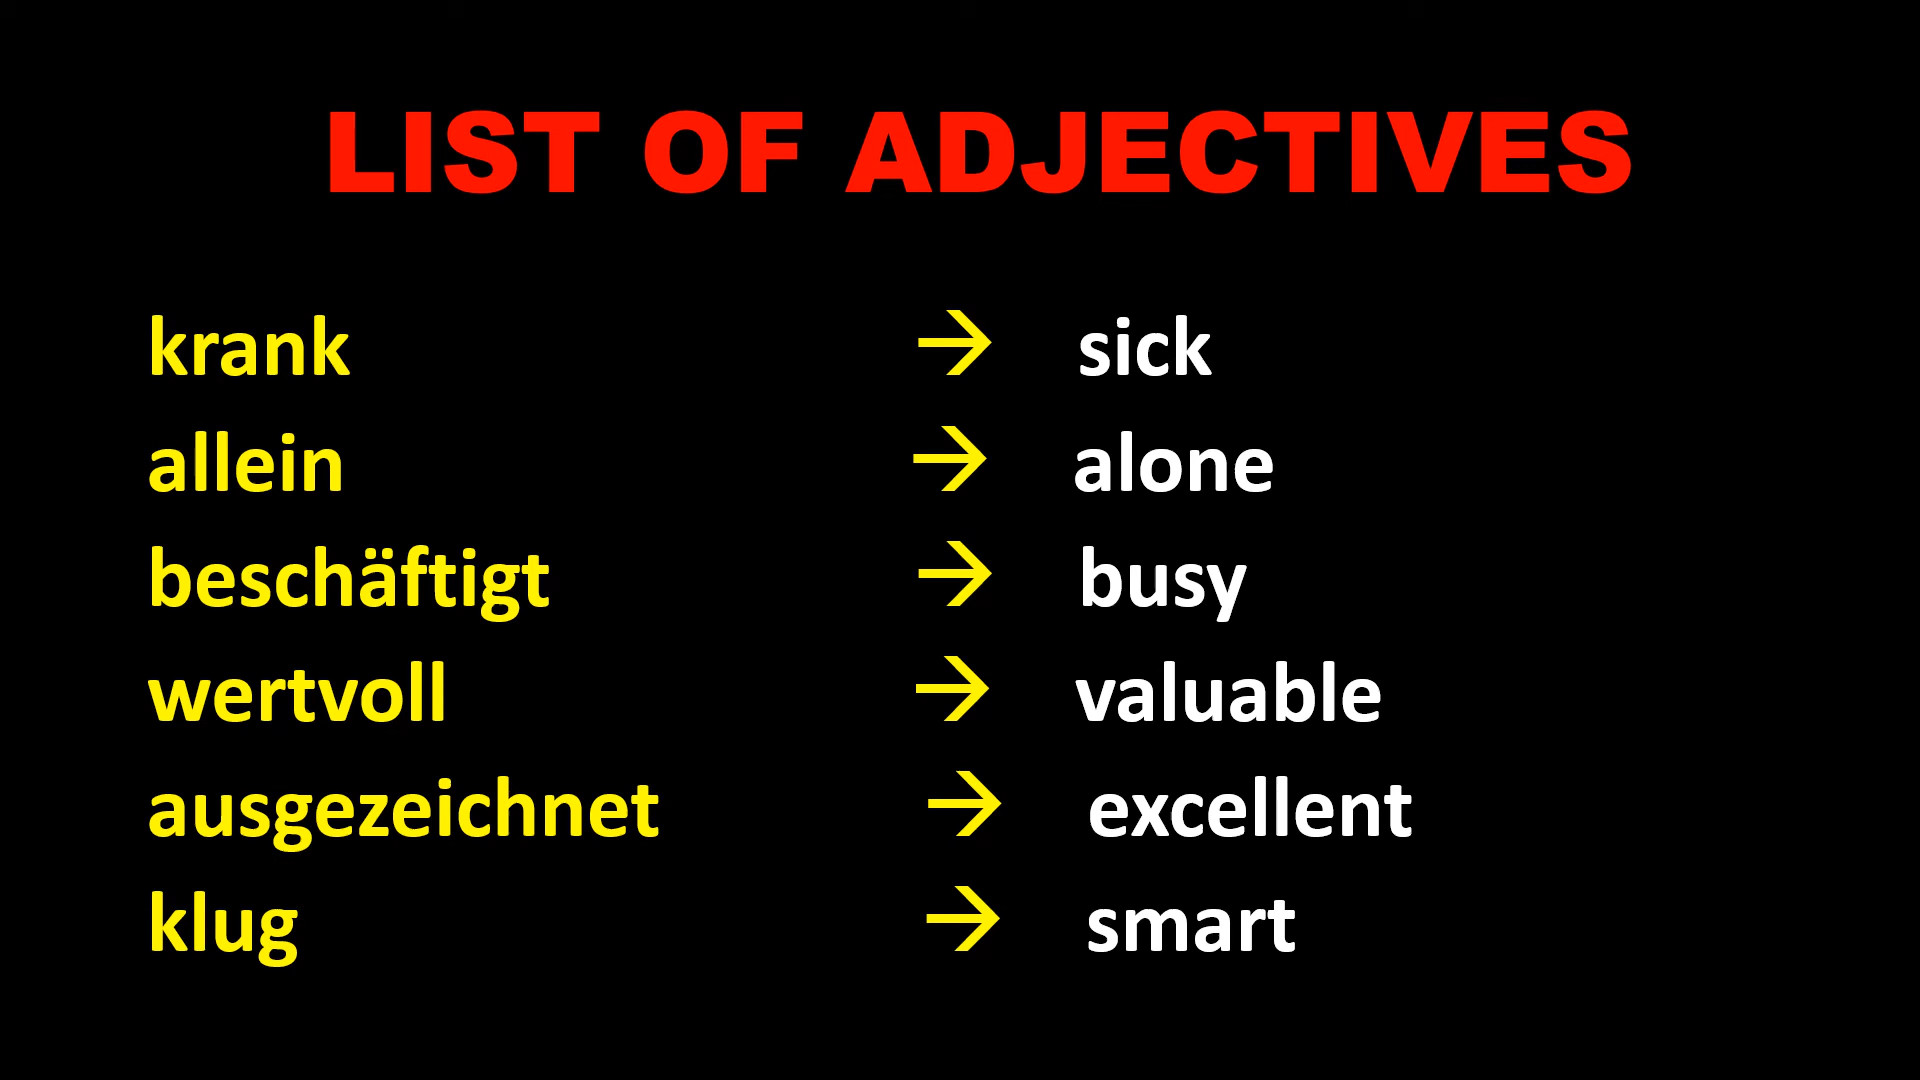 LIST OF ADJECTIVES
krank → sick
allein → alone
beschäftigt → busy
wertvoll → valuable
ausgezeichnet → excellent
klug → smart